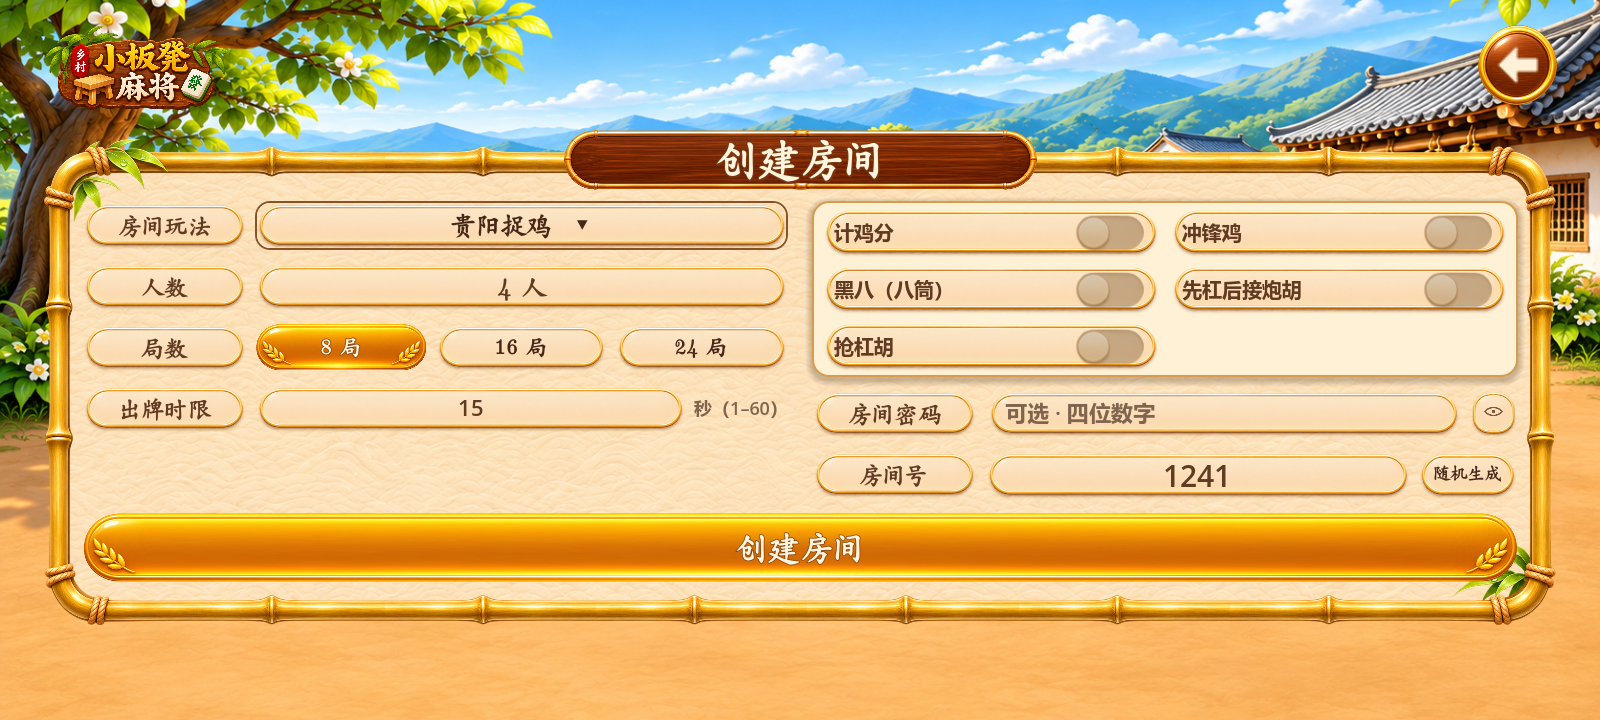 乡村
小板發
麻将
發
创建房间
房间玩法
贵阳捉鸡 ▼
人数
4 人
局数
8 局
16 局
24 局
出牌时限
15
秒（1–60）
计鸡分
冲锋鸡
黑八（八筒）
先杠后接炮胡
抢杠胡
房间密码
可选 · 四位数字
房间号
1241
随机生成
创建房间